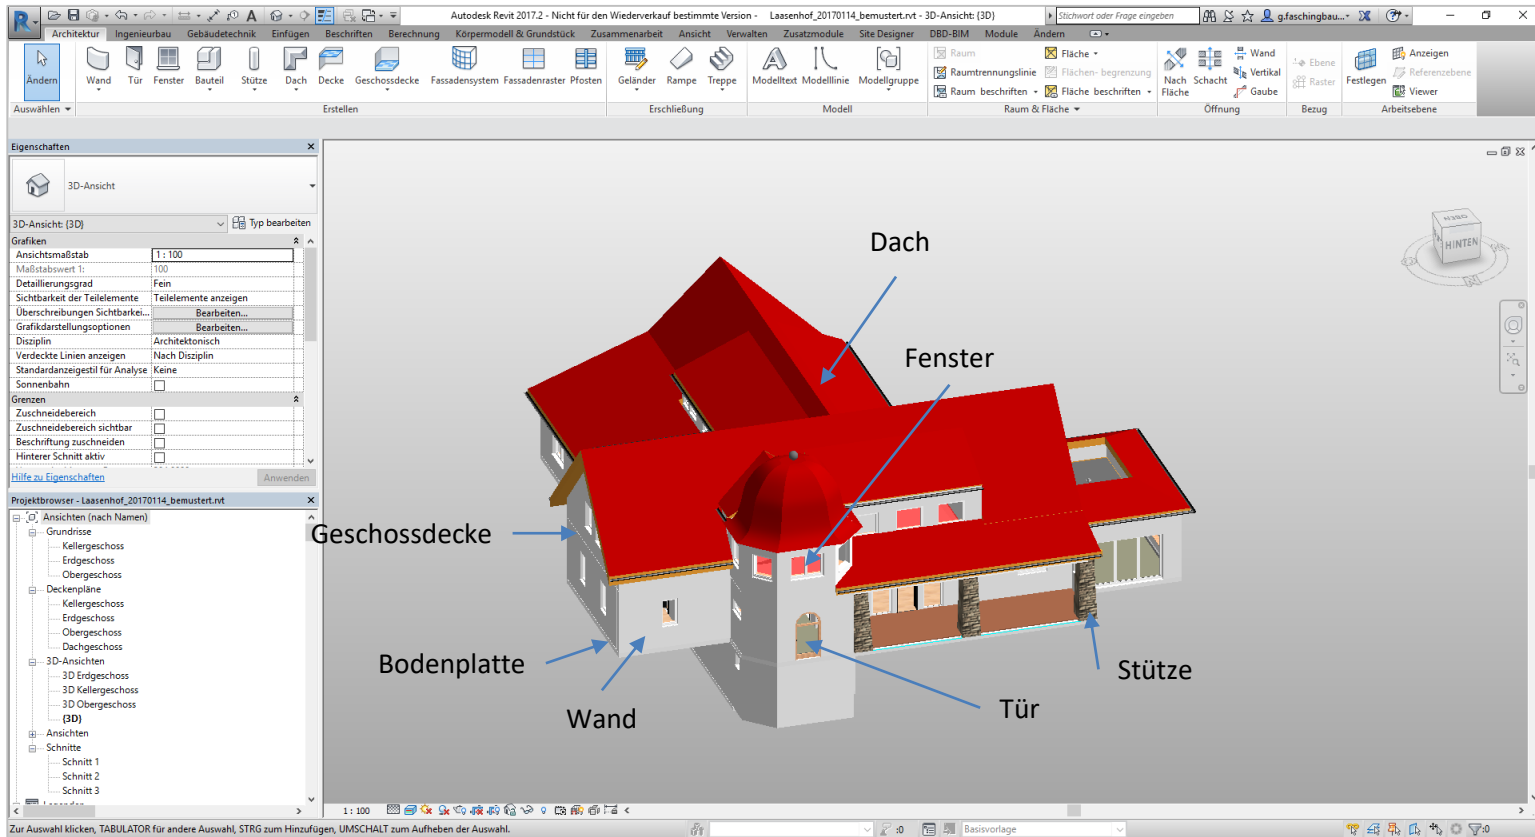 Autodesk Revit 2017.2 - Nicht für den Wiederverkauf bestimmte Version - Laasenhof_20170114_bemustert.rvt - 3D-Ansicht: {3D}
Stichwort oder Frage eingeben
g.faschingbau...
Architektur Ingenieurbau Gebäudetechnik Einfügen Beschriften Berechnung Körpermodell & Grundstück Zusammenarbeit Ansicht Verwalten Zusatzmodule Site Designer DBD-BIM Module Ändern
Ändern Wand Tür Fenster Bauteil Stütze Dach Decke Geschossdecke Fassadensystem Fassadenraster Pfosten Geländer Rampe Treppe Modelltext Modelllinie Modellgruppe
Raum Fläche
Raumtrennungslinie Flächen- begrenzung
Raum beschriften Fläche beschriften
Nach Fläche Schacht
Wand
Vertikal
Gaube
Ebene
Raster
Festlegen
Anzeigen
Referenzebene
Viewer
Auswählen Erstellen Erschließung Modell Raum & Fläche Öffnung Bezug Arbeitsebene
Eigenschaften
3D-Ansicht
3D-Ansicht: {3D} Typ bearbeiten
Grafiken
Ansichtsmaßstab 1 : 100
Maßstabswert 1: 100
Detaillierungsgrad Fein
Sichtbarkeit der Teilelemente Teilelemente anzeigen
Überschreibungen Sichtbarkei... Bearbeiten...
Grafikdarstellungsoptionen Bearbeiten...
Disziplin Architektonisch
Verdeckte Linien anzeigen Nach Disziplin
Standardanzeigestil für Analyse Keine
Sonnenbahn
Grenzen
Zuschneidebereich
Zuschneidebereich sichtbar
Beschriftung zuschneiden
Hinterer Schnitt aktiv
Hilfe zu Eigenschaften Anwenden
Projektbrowser - Laasenhof_20170114_bemustert.rvt
Ansichten (nach Namen)
Grundrisse
Kellergeschoss
Erdgeschoss
Obergeschoss
Deckenpläne
Kellergeschoss
Erdgeschoss
Obergeschoss
Dachgeschoss
3D-Ansichten
3D Erdgeschoss
3D Kellergeschoss
3D Obergeschoss
{3D}
Ansichten
Schnitte
Schnitt 1
Schnitt 2
Schnitt 3
Dach
Fenster
Geschossdecke
Bodenplatte
Wand
Tür
Stütze
OBEN
HINTEN
1 : 100
Zur Auswahl klicken, TABULATOR für andere Auswahl, STRG zum Hinzufügen, UMSCHALT zum Aufheben der Auswahl.
:0
Basisvorlage
:0